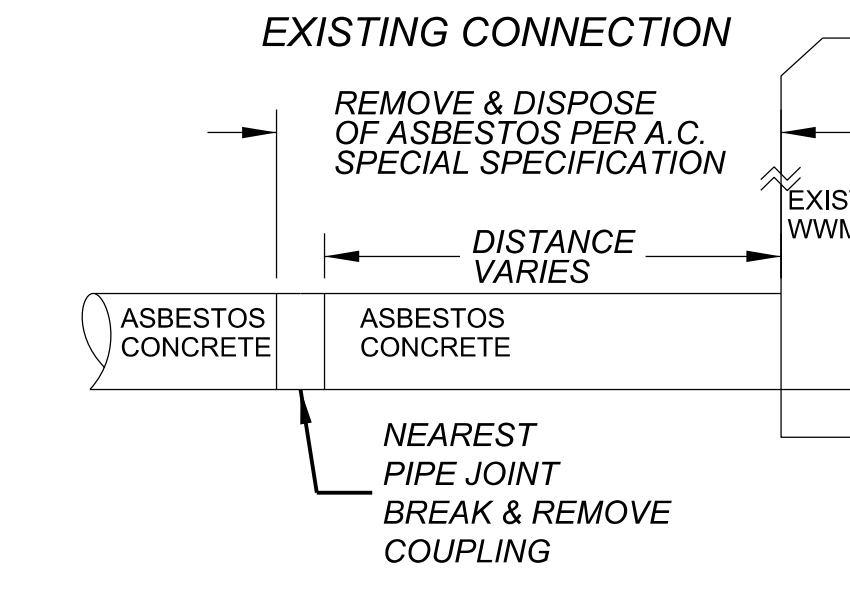 EXISTING CONNECTION
REMOVE & DISPOSE
OF ASBESTOS PER A.C.
SPECIAL SPECIFICATION
DISTANCE
VARIES
ASBESTOS
CONCRETE
ASBESTOS
CONCRETE
NEAREST
PIPE JOINT
BREAK & REMOVE
COUPLING